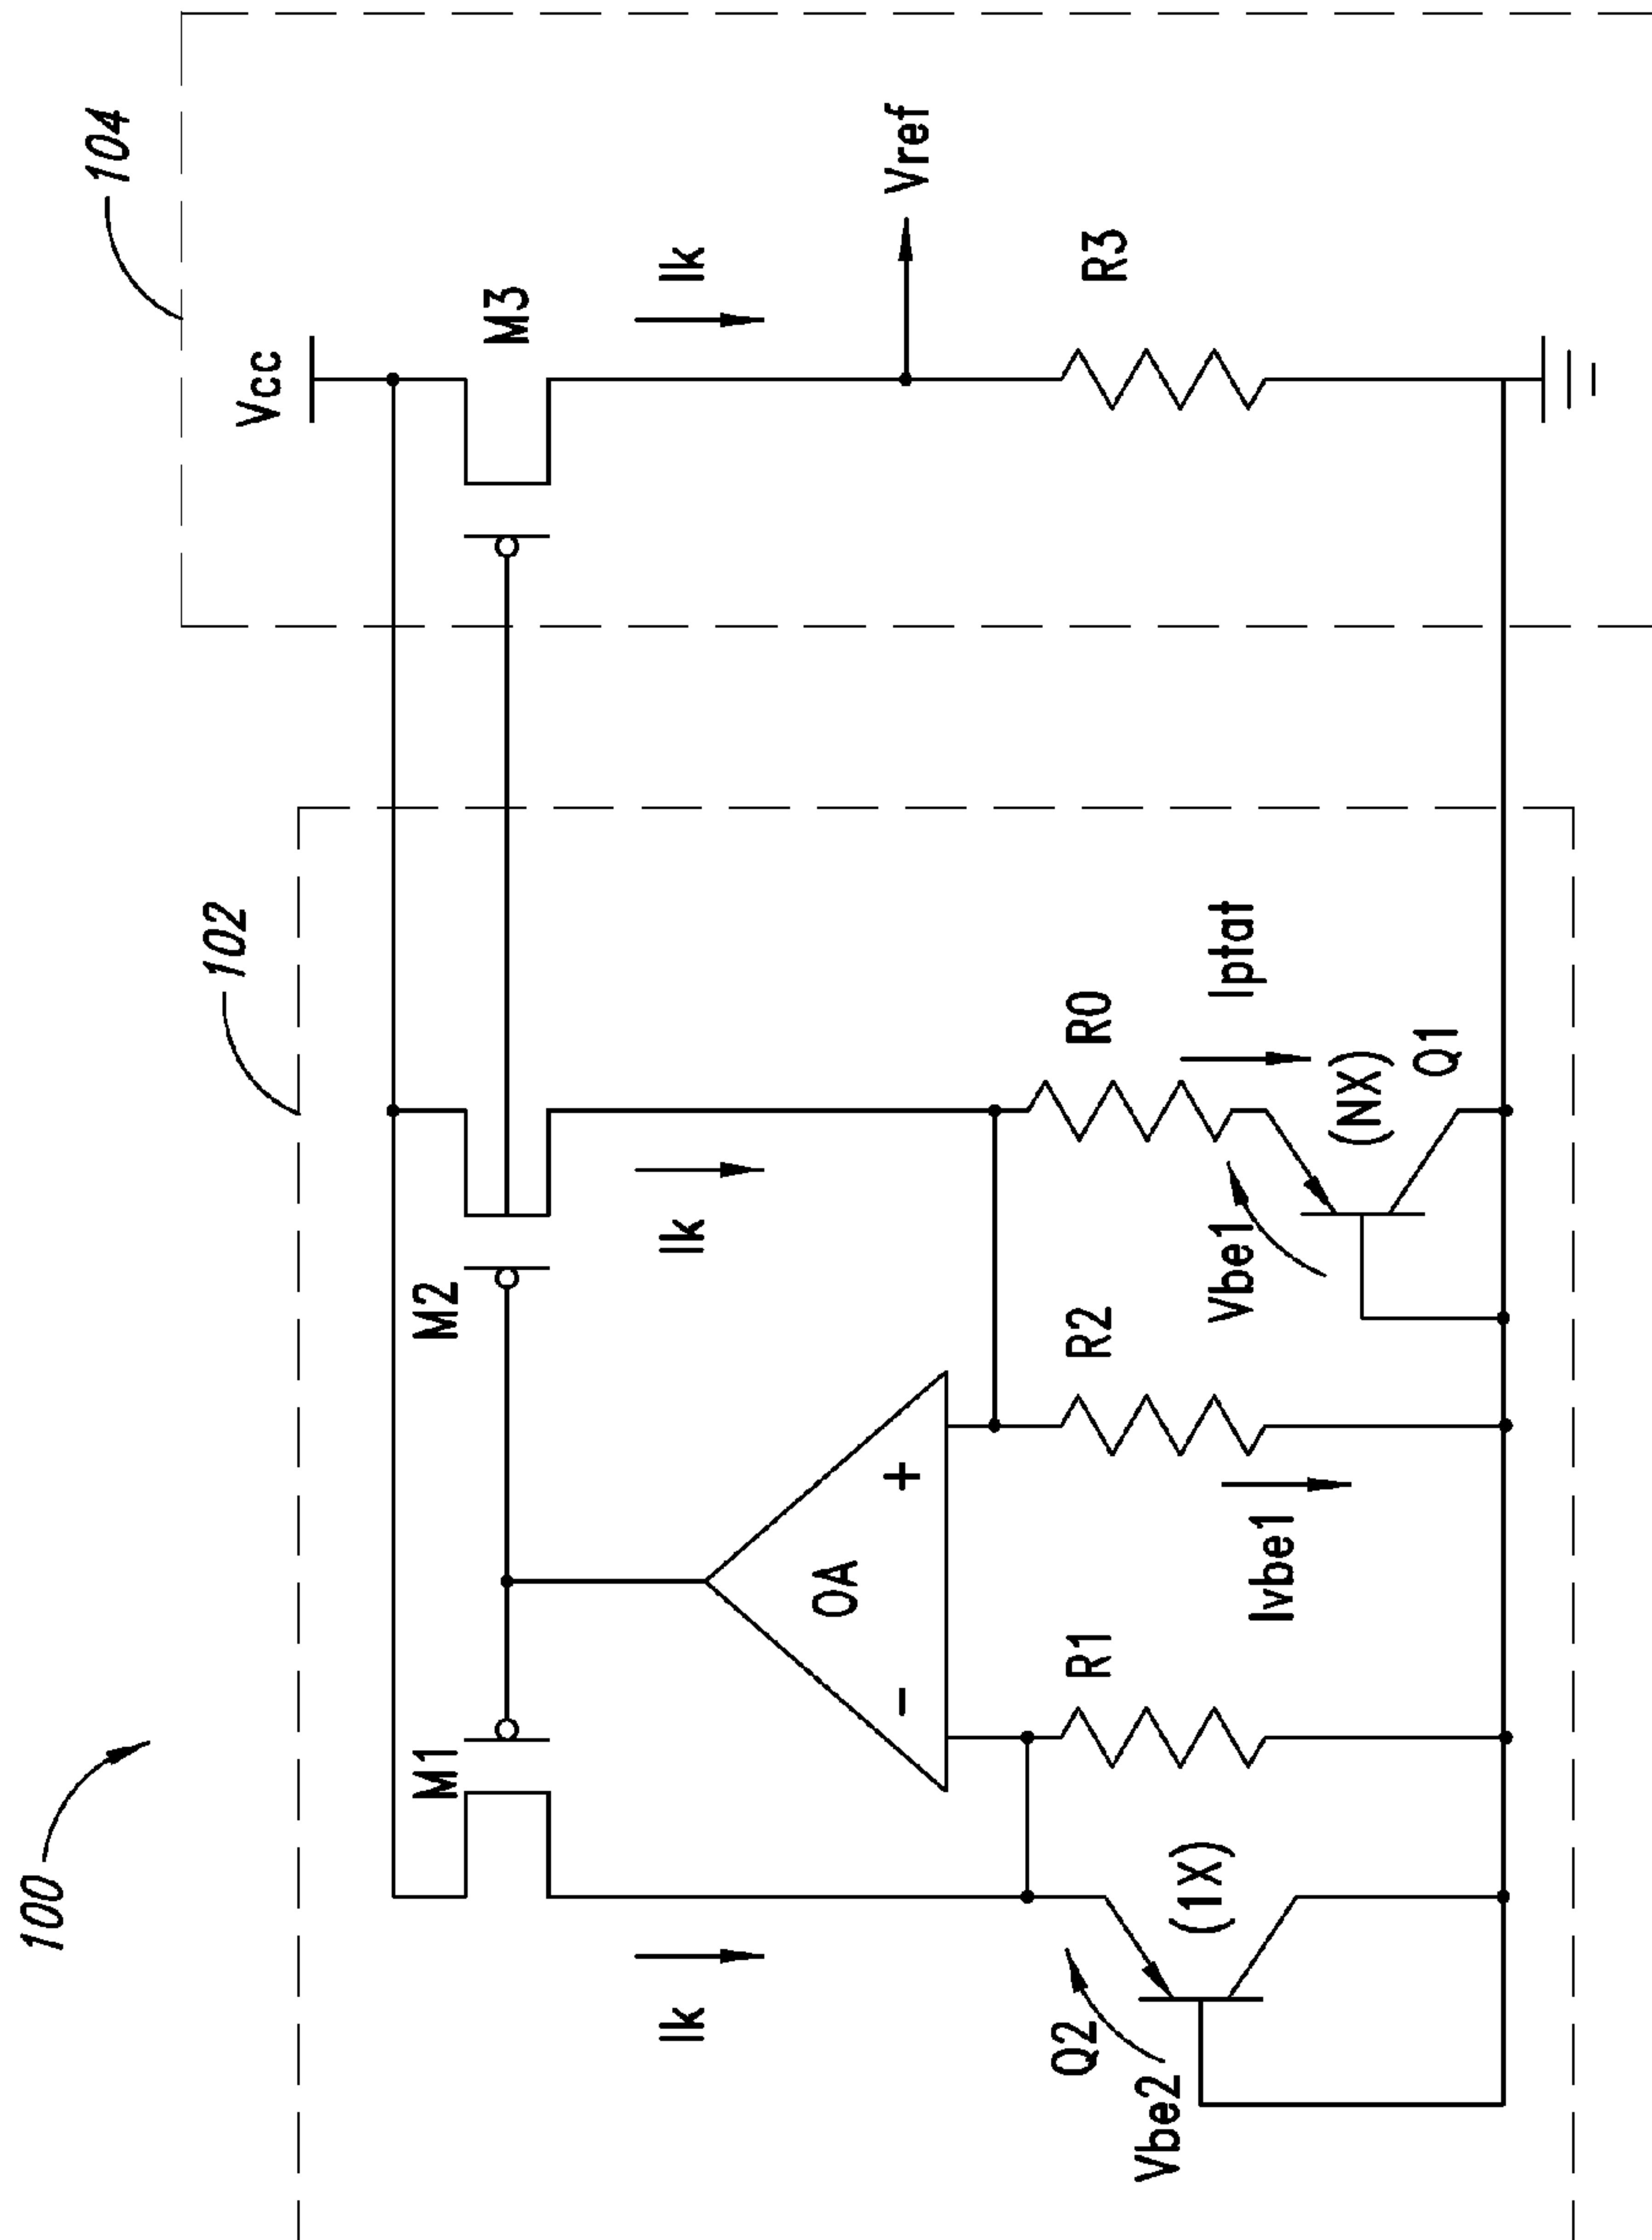 100
102
104
Vcc
M1
M2
M3
Ik
Ik
Ik
OA
-
+
Vref
Q2
Vbe2
(1X)
R1
R2
R0
R3
Ivbe1
Vbe1
Iptat
(NX)
Q1